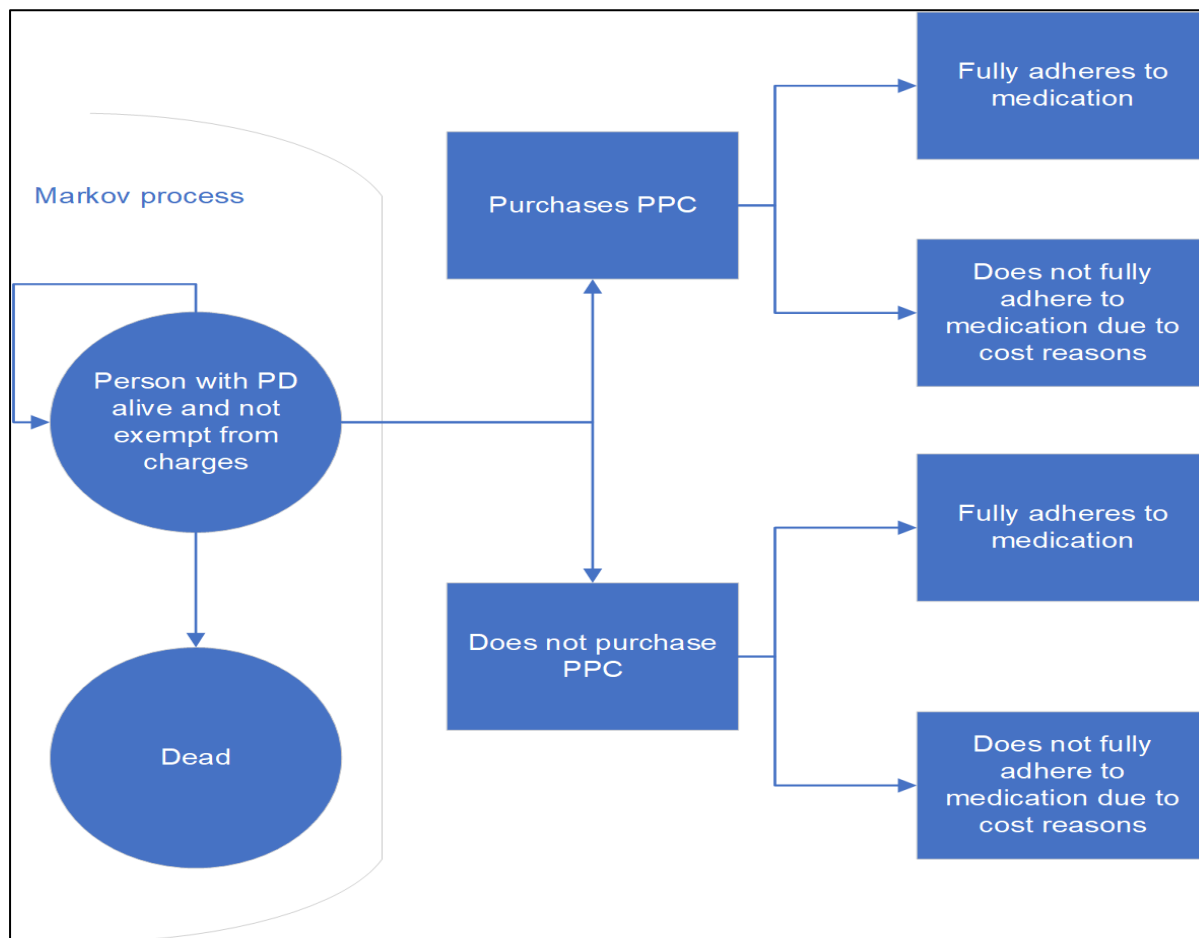 Markov process
Person with PD
alive and not
exempt from
charges
Dead
Purchases PPC
Does not purchase
PPC
Fully adheres to
medication
Does not fully
adhere to
medication due to
cost reasons
Fully adheres to
medication
Does not fully
adhere to
medication due to
cost reasons